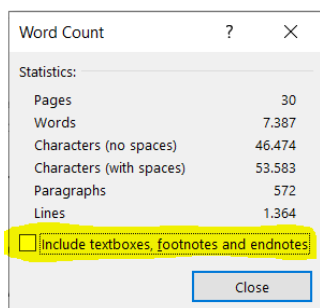 Word Count ? ×
Statistics:
Pages 30
Words 7.387
Characters (no spaces) 46.474
Characters (with spaces) 53.583
Paragraphs 572
Lines 1.364
Include textboxes, footnotes and endnotes
Close